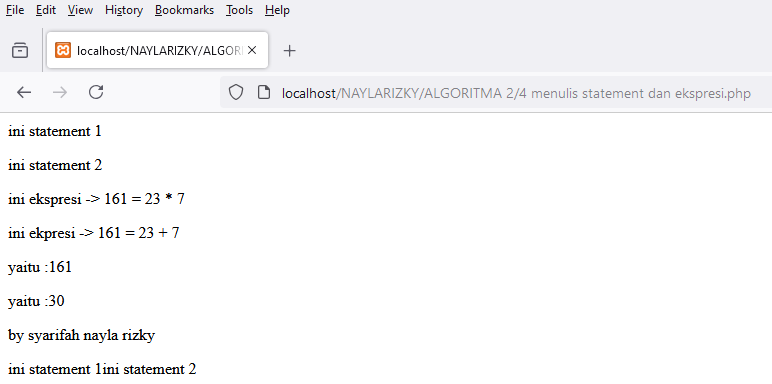 File Edit View History Bookmarks Tools Help
localhost/NAYLARIZKY/ALGORI
localhost/NAYLARIZKY/ALGORITMA 2/4 menulis statement dan ekspresi.php
ini statement 1
ini statement 2
ini ekspresi -> 161 = 23 * 7
ini ekpresi -> 161 = 23 + 7
yaitu :161
yaitu :30
by syarifah nayla rizky
ini statement 1ini statement 2